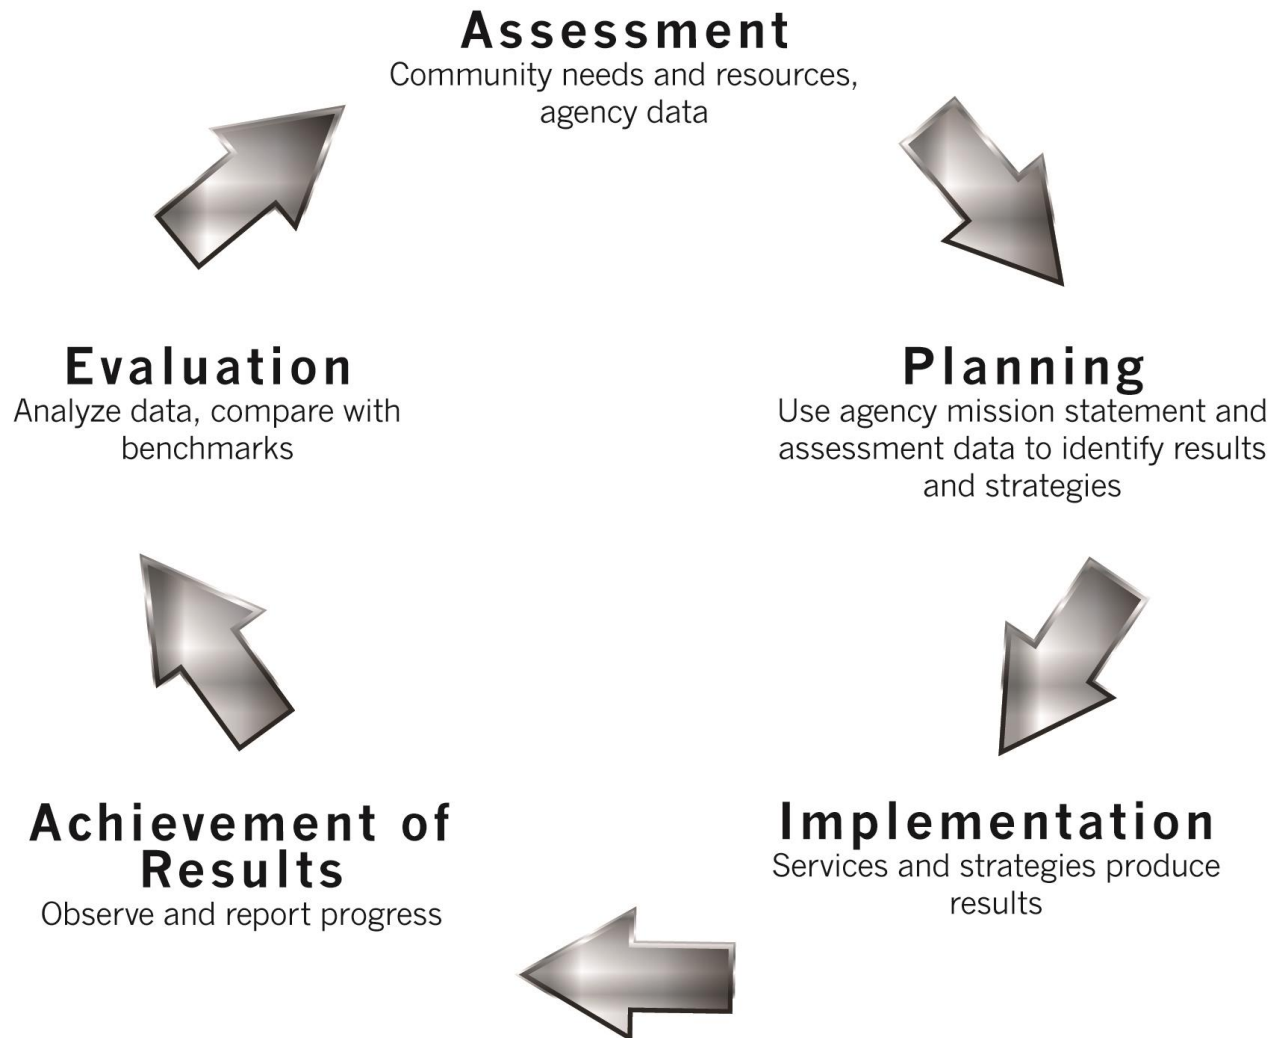 Assessment
Community needs and resources,
agency data
Planning
Use agency mission statement and
assessment data to identify results
and strategies
Implementation
Services and strategies produce
results
Achievement of
Results
Observe and report progress
Evaluation
Analyze data, compare with
benchmarks